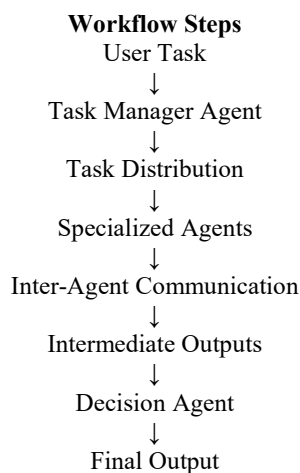 Workflow Steps
User Task
↓
Task Manager Agent
↓
Task Distribution
↓
Specialized Agents
↓
Inter-Agent Communication
↓
Intermediate Outputs
↓
Decision Agent
↓
Final Output